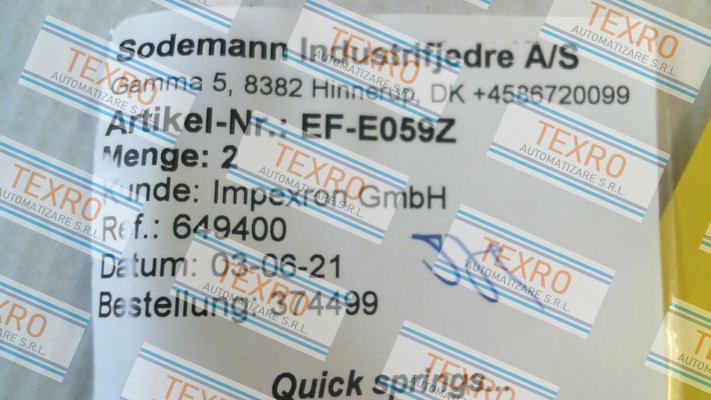 Sodemann Industrifjedre A/S
Gamma 5, 8382 Hinnerup, DK +4586720099
Artikel-Nr.: EF-E059Z
Menge: 2
Kunde: Impexron GmbH
Ref.: 649400
Datum: 03-06-21
Bestellung: 374499
Quick springs...
TEXRO
AUTOMATIZARE S.R.L.